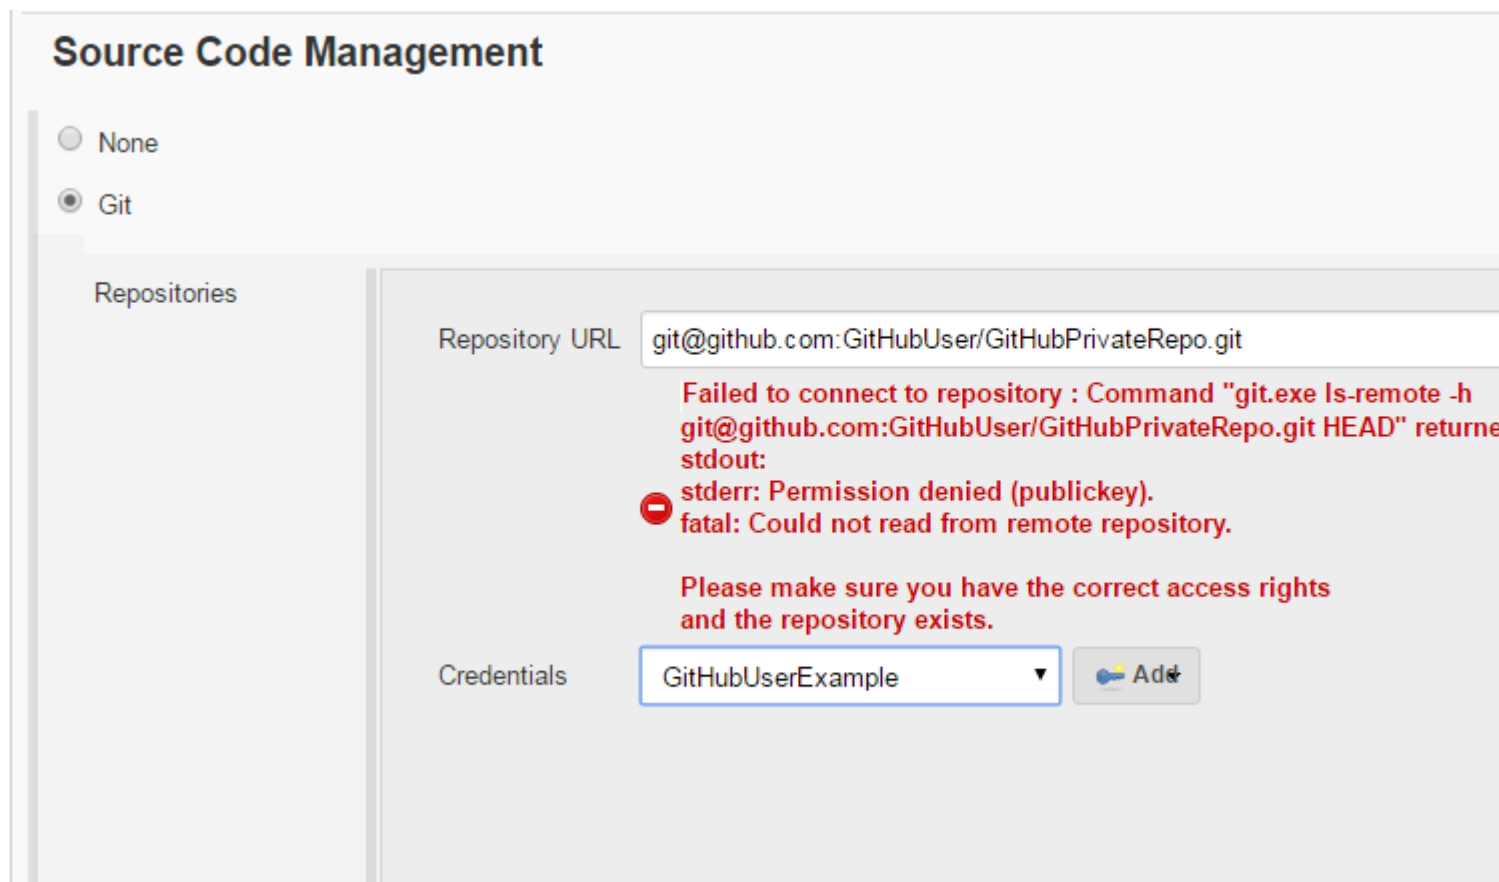 Source Code Management
None
Git
Repositories
Repository URL git@github.com:GitHubUser/GitHubPrivateRepo.git
Failed to connect to repository : Command "git.exe ls-remote -h
git@github.com:GitHubUser/GitHubPrivateRepo.git HEAD" returne
stdout:
stderr: Permission denied (publickey).
fatal: Could not read from remote repository.
Please make sure you have the correct access rights
and the repository exists.
Credentials GitHubUserExample Add